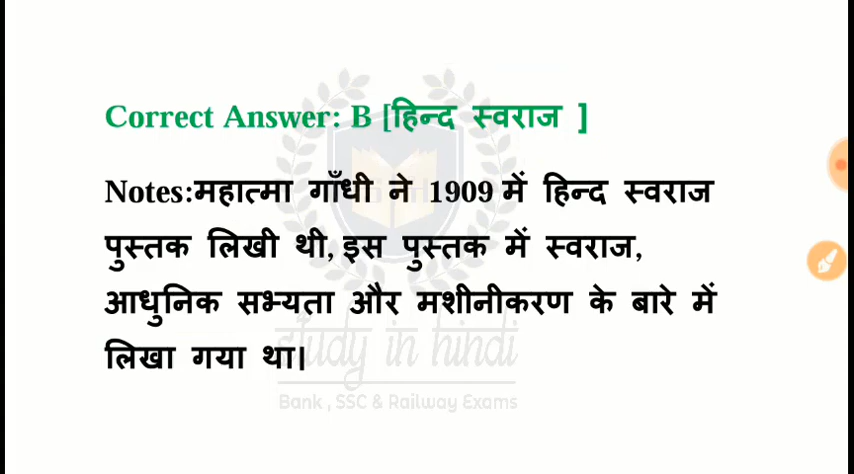 Correct Answer: B [हिन्द स्वराज ]
Notes:महात्मा गाँधी ने 1909 में हिन्द स्वराज
पुस्तक लिखी थी, इस पुस्तक में स्वराज,
आधुनिक सभ्यता और मशीनीकरण के बारे में
लिखा गया था।
study in hindi
Bank , SSC & Railway Exams